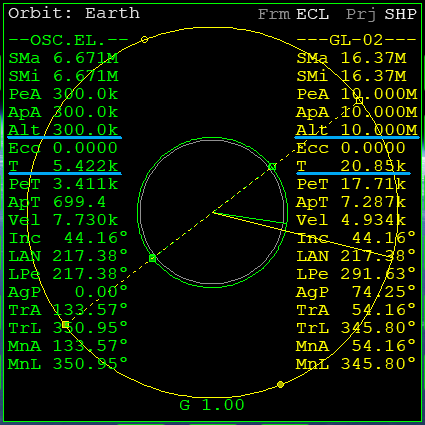 Orbit: Earth Frm ECL Prj SHP
--OSC.EL.-- ---GL-02---
SMa 6.671M SMa 16.37M
SMi 6.671M SMi 16.37M
PeA 300.0k PeA 10.000M
ApA 300.0k ApA 10.000M
Alt 300.0k Alt 10.000M
Ecc 0.0000 Ecc 0.0000
T 5.422k T 20.85k
PeT 3.411k PeT 17.71k
ApT 699.4 ApT 7.287k
Vel 7.730k Vel 4.934k
Inc 44.16° Inc 44.16°
LAN 217.38° LAN 217.38°
LPe 217.38° LPe 291.63°
AgP 0.00° AgP 74.25°
TrA 133.57° TrA 54.16°
TrL 350.95° TrL 345.80°
MnA 133.57° MnA 54.16°
MnL 350.95° MnL 345.80°
G 1.00